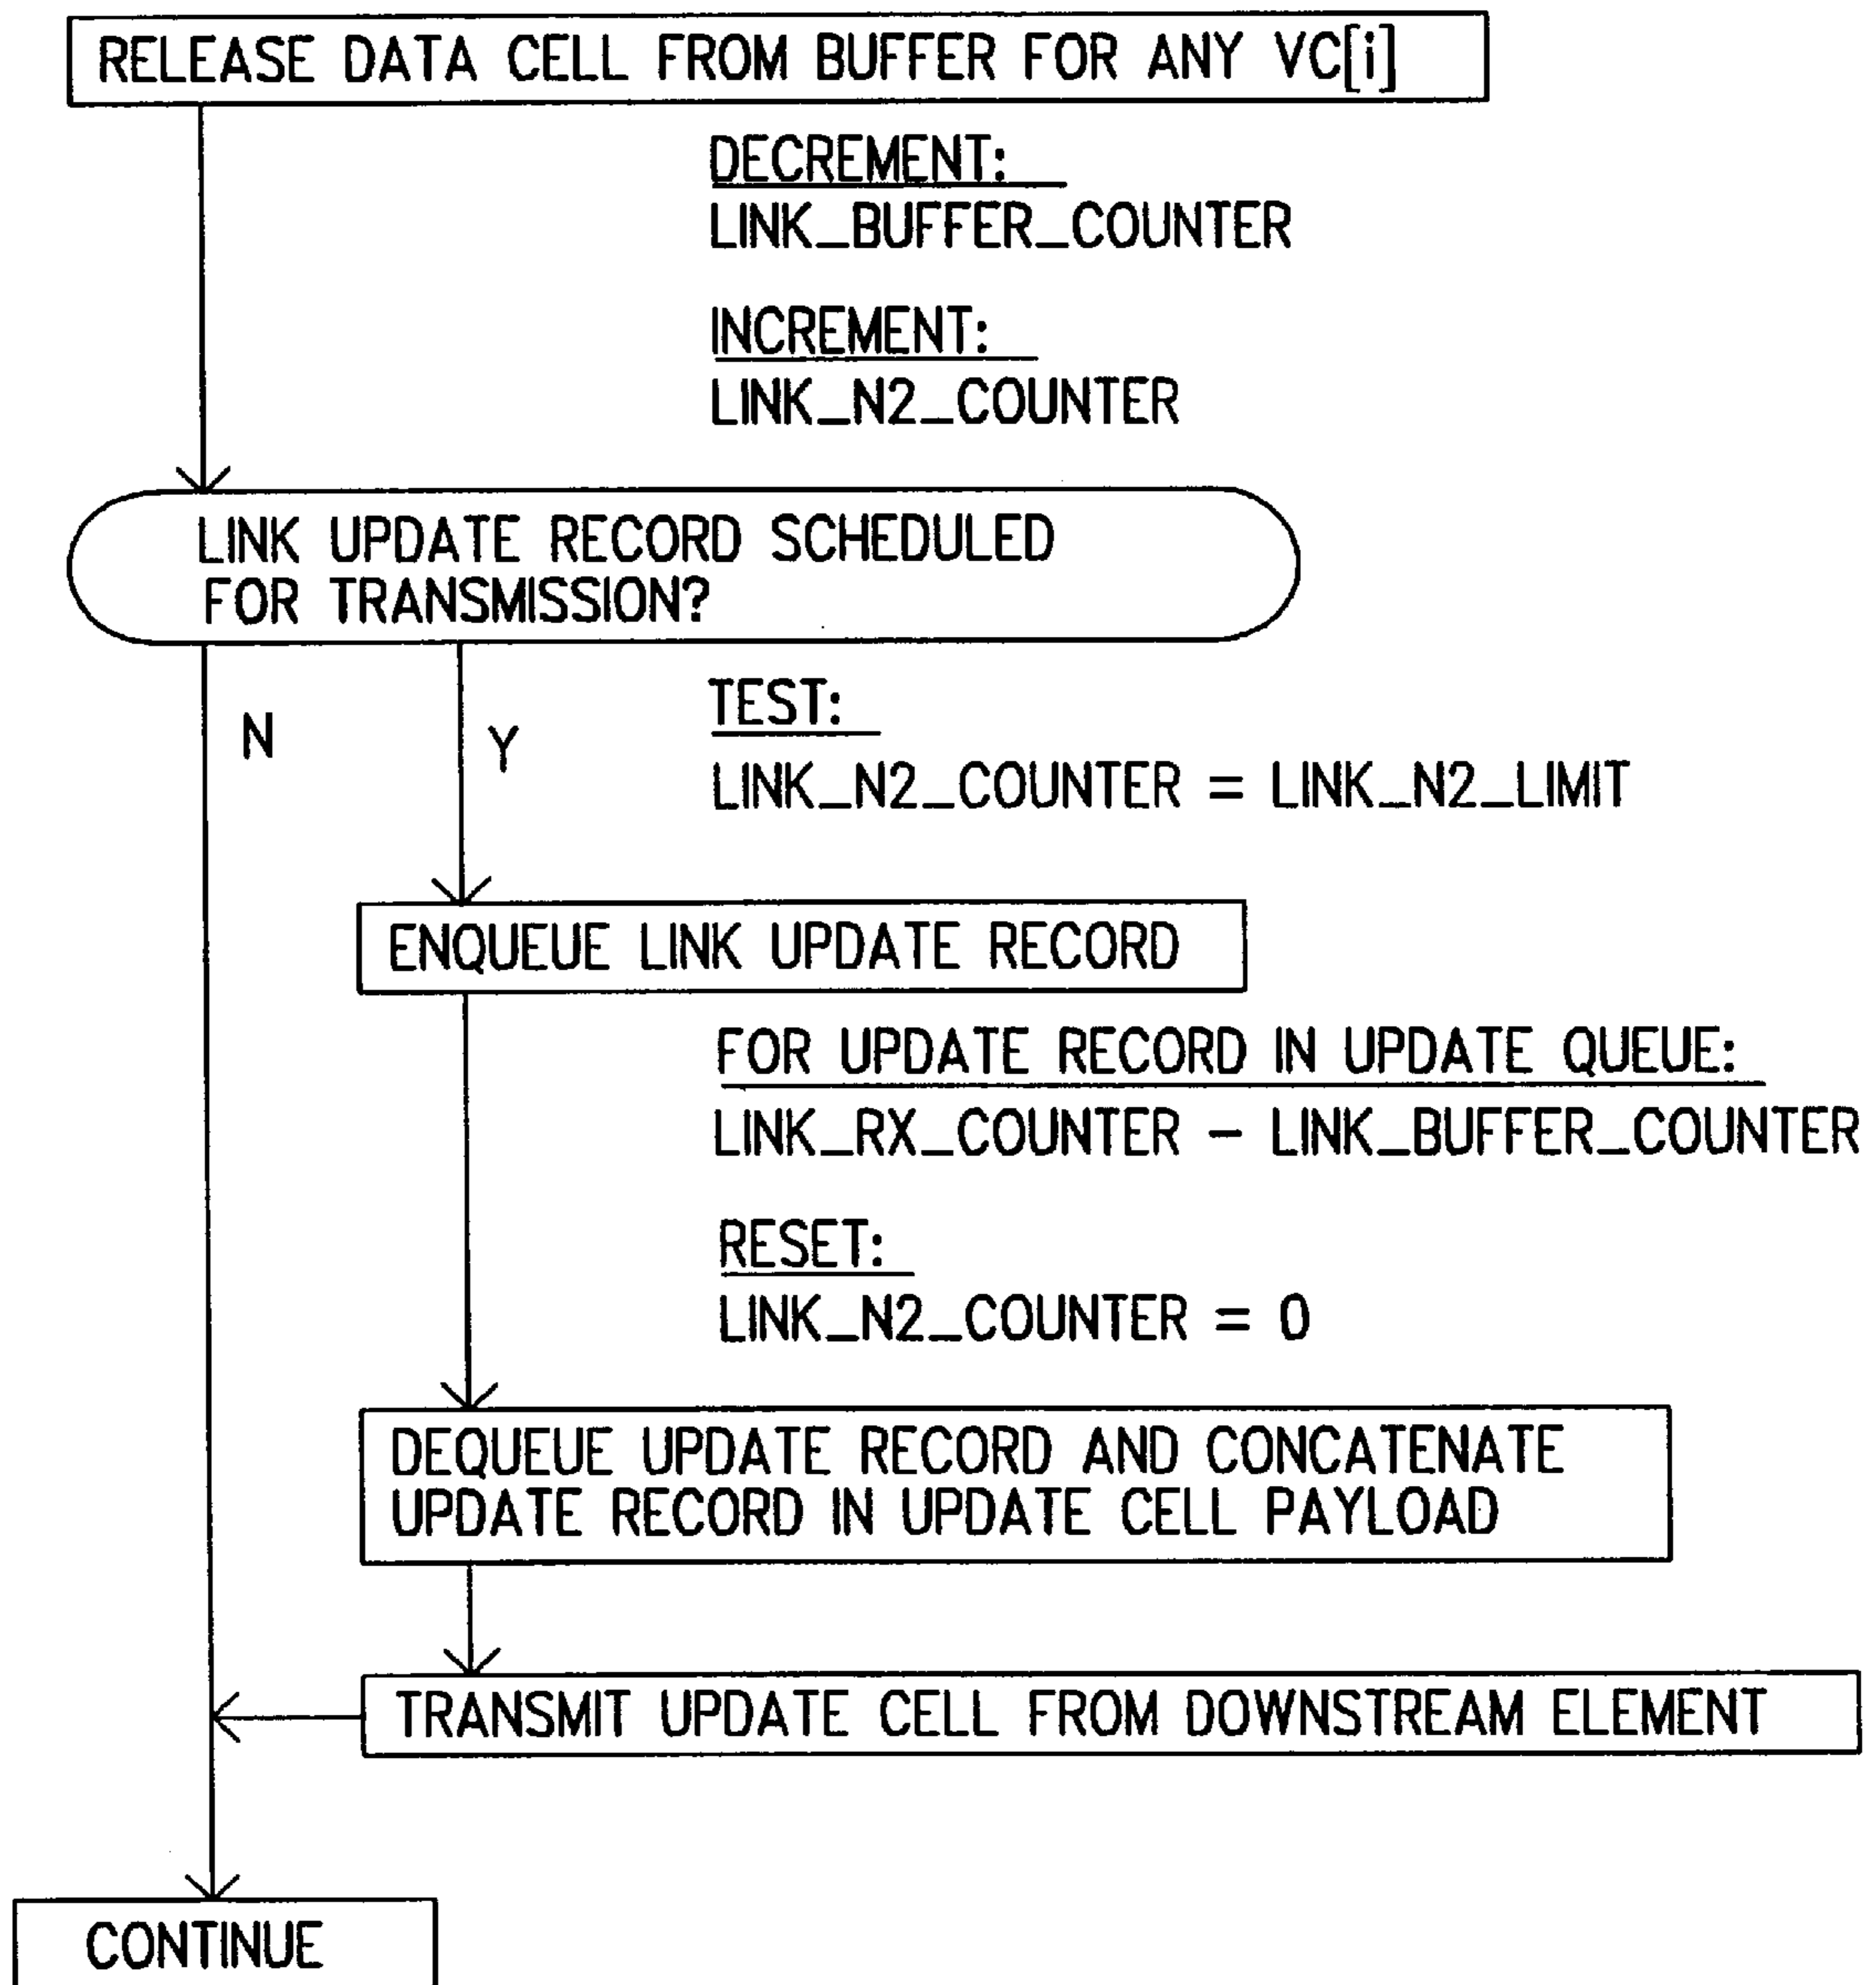 RELEASE DATA CELL FROM BUFFER FOR ANY VC[i]
DECREMENT:
LINK_BUFFER_COUNTER
INCREMENT:
LINK_N2_COUNTER
LINK UPDATE RECORD SCHEDULED
FOR TRANSMISSION?
N
Y
TEST:
LINK_N2_COUNTER = LINK_N2_LIMIT
ENQUEUE LINK UPDATE RECORD
FOR UPDATE RECORD IN UPDATE QUEUE:
LINK_RX_COUNTER – LINK_BUFFER_COUNTER
RESET:
LINK_N2_COUNTER = 0
DEQUEUE UPDATE RECORD AND CONCATENATE
UPDATE RECORD IN UPDATE CELL PAYLOAD
TRANSMIT UPDATE CELL FROM DOWNSTREAM ELEMENT
CONTINUE